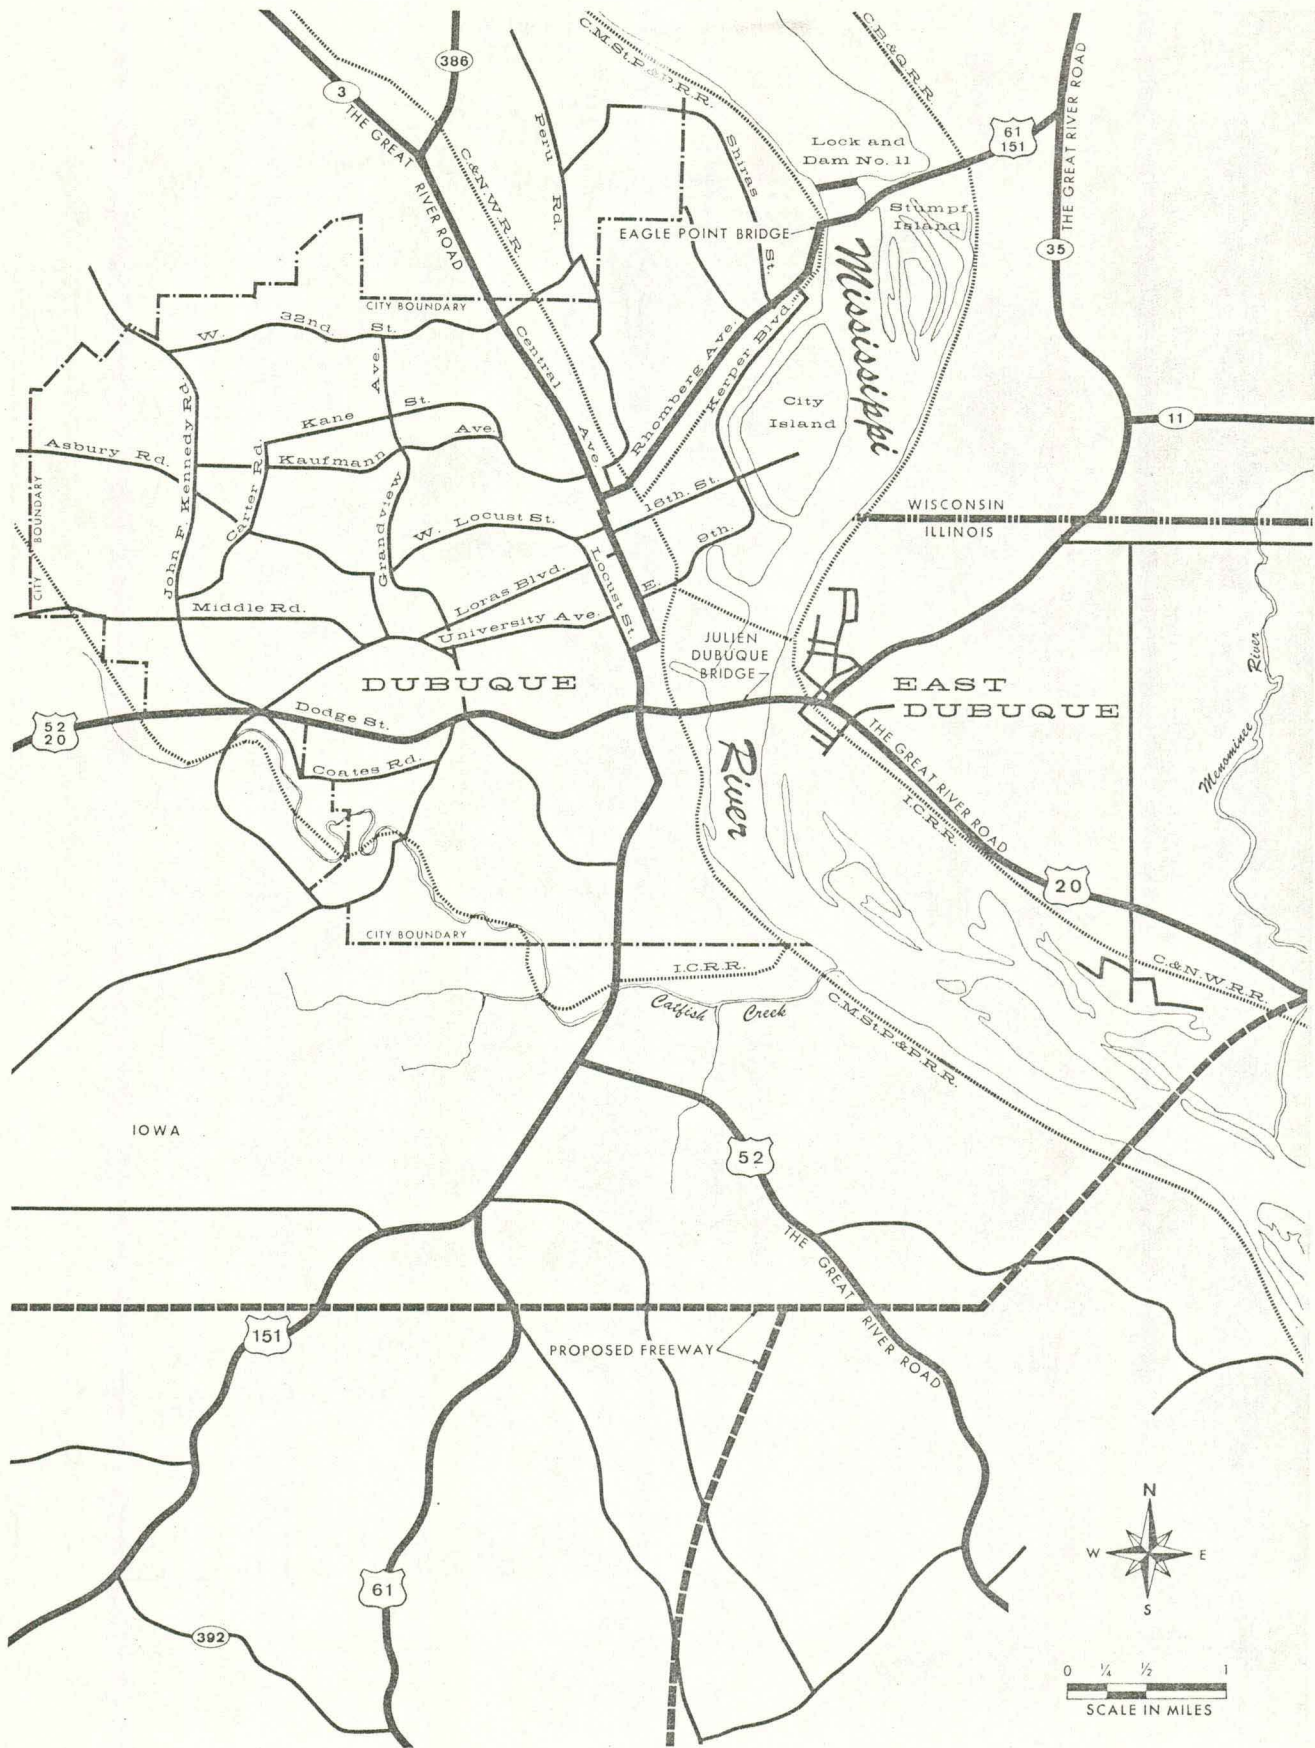 386
3
THE GREAT
RIVER ROAD
C.&N.W.R.R.
Peru
Rd.
C.M.St.P.&P.R.R.
C.B.&Q.R.R.
Shiras
St.
Lock and
Dam No. 11
61
151
THE GREAT RIVER ROAD
35
Stumpf
Island
EAGLE POINT BRIDGE
Mississippi
River
CITY BOUNDARY
W. 32nd. St.
Central
Ave.
Rhomberg Ave.
Kerper Blvd.
City
Island
11
Kane St.
Ave.
Grandview
Kaufmann Ave.
Asbury Rd.
John F Kennedy Rd
Carter Rd.
CITY BOUNDARY
W. Locust St.
16th. St.
E. 9th.
WISCONSIN
ILLINOIS
Loras Blvd.
Locust St.
University Ave.
Middle Rd.
JULIEN
DUBUQUE
BRIDGE
DUBUQUE
EAST
DUBUQUE
Menominee River
52
20
Dodge St.
Coates Rd.
THE GREAT RIVER ROAD
I.C.R.R.
20
CITY BOUNDARY
I.C.R.R.
C.&N.W.R.R.
Catfish Creek
C.M.St.P.&P.R.R.
IOWA
52
THE GREAT
RIVER ROAD
151
PROPOSED FREEWAY
61
392
N
W E
S
0 ¼ ½ 1
SCALE IN MILES